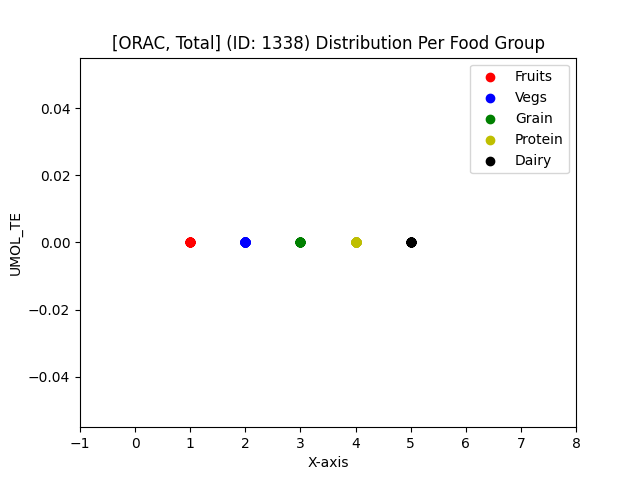 [ORAC, Total] (ID: 1338) Distribution Per Food Group
Fruits
Vegs
Grain
Protein
Dairy
0.04
0.02
0.00
−0.02
−0.04
UMOL_TE
−1 0 1 2 3 4 5 6 7 8
X-axis